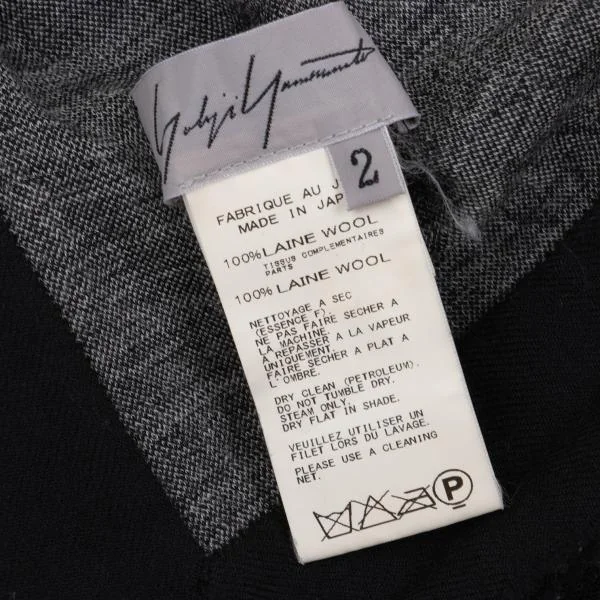 Yohji Yamamoto
2
FABRIQUE AU J
MADE IN JAP
100% LAINE WOOL
TISSUS COMPLEMENTAIRES
PARTS
100% LAINE WOOL
NETTOYAGE A SEC
(ESSENCE F).
NE PAS FAIRE SECHER A
LA MACHINE.
A REPASSER A LA VAPEUR
UNIQUEMENT.
FAIRE SECHER A PLAT A
L'OMBRE.
DRY CLEAN (PETROLEUM).
DO NOT TUMBLE DRY.
STEAM ONLY.
DRY FLAT IN SHADE.
VEUILLEZ UTILISER UN
FILET LORS DU LAVAGE.
PLEASE USE A CLEANING
NET.
P